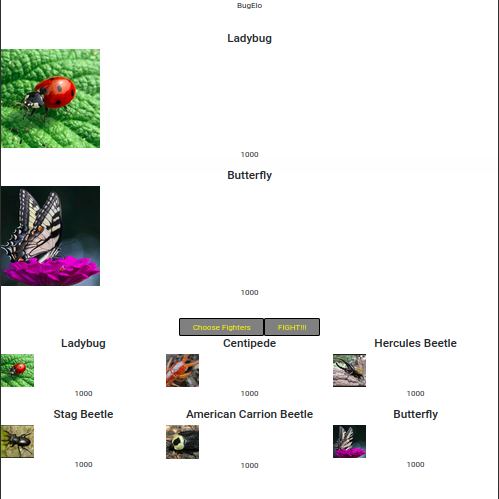 BugElo
Ladybug
1000
Butterfly
1000
Choose Fighters FIGHT!!!
Ladybug Centipede Hercules Beetle
1000 1000 1000
Stag Beetle American Carrion Beetle Butterfly
1000 1000 1000